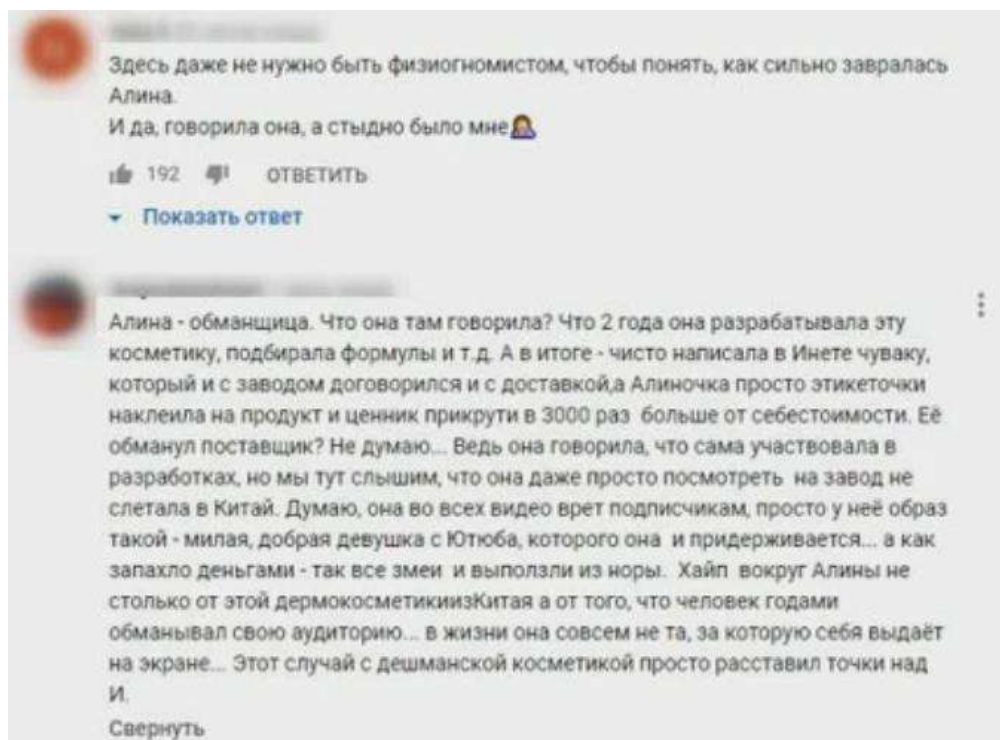 Здесь даже не нужно быть физиогномистом, чтобы понять, как сильно завралась
Алина.
И да, говорила она, а стыдно было мне
192 ОТВЕТИТЬ
Показать ответ
Алина - обманщица. Что она там говорила? Что 2 года она разрабатывала эту
косметику, подбирала формулы и т.д. А в итоге - чисто написала в Инете чуваку,
который и с заводом договорился и с доставкой,а Алиночка просто этикеточки
наклеила на продукт и ценник прикрути в 3000 раз больше от себестоимости. Её
обманул поставщик? Не думаю... Ведь она говорила, что сама участвовала в
разработках, но мы тут слышим, что она даже просто посмотреть на завод не
слетала в Китай. Думаю, она во всех видео врет подписчикам, просто у неё образ
такой - милая, добрая девушка с Ютюба, которого она и придерживается... а как
запахло деньгами - так все змеи и выползли из норы. Хайп вокруг Алины не
столько от этой дермокосметикиизКитая а от того, что человек годами
обманывал свою аудиторию... в жизни она совсем не та, за которую себя выдаёт
на экране... Этот случай с дешманской косметикой просто расставил точки над
И.
Свернуть